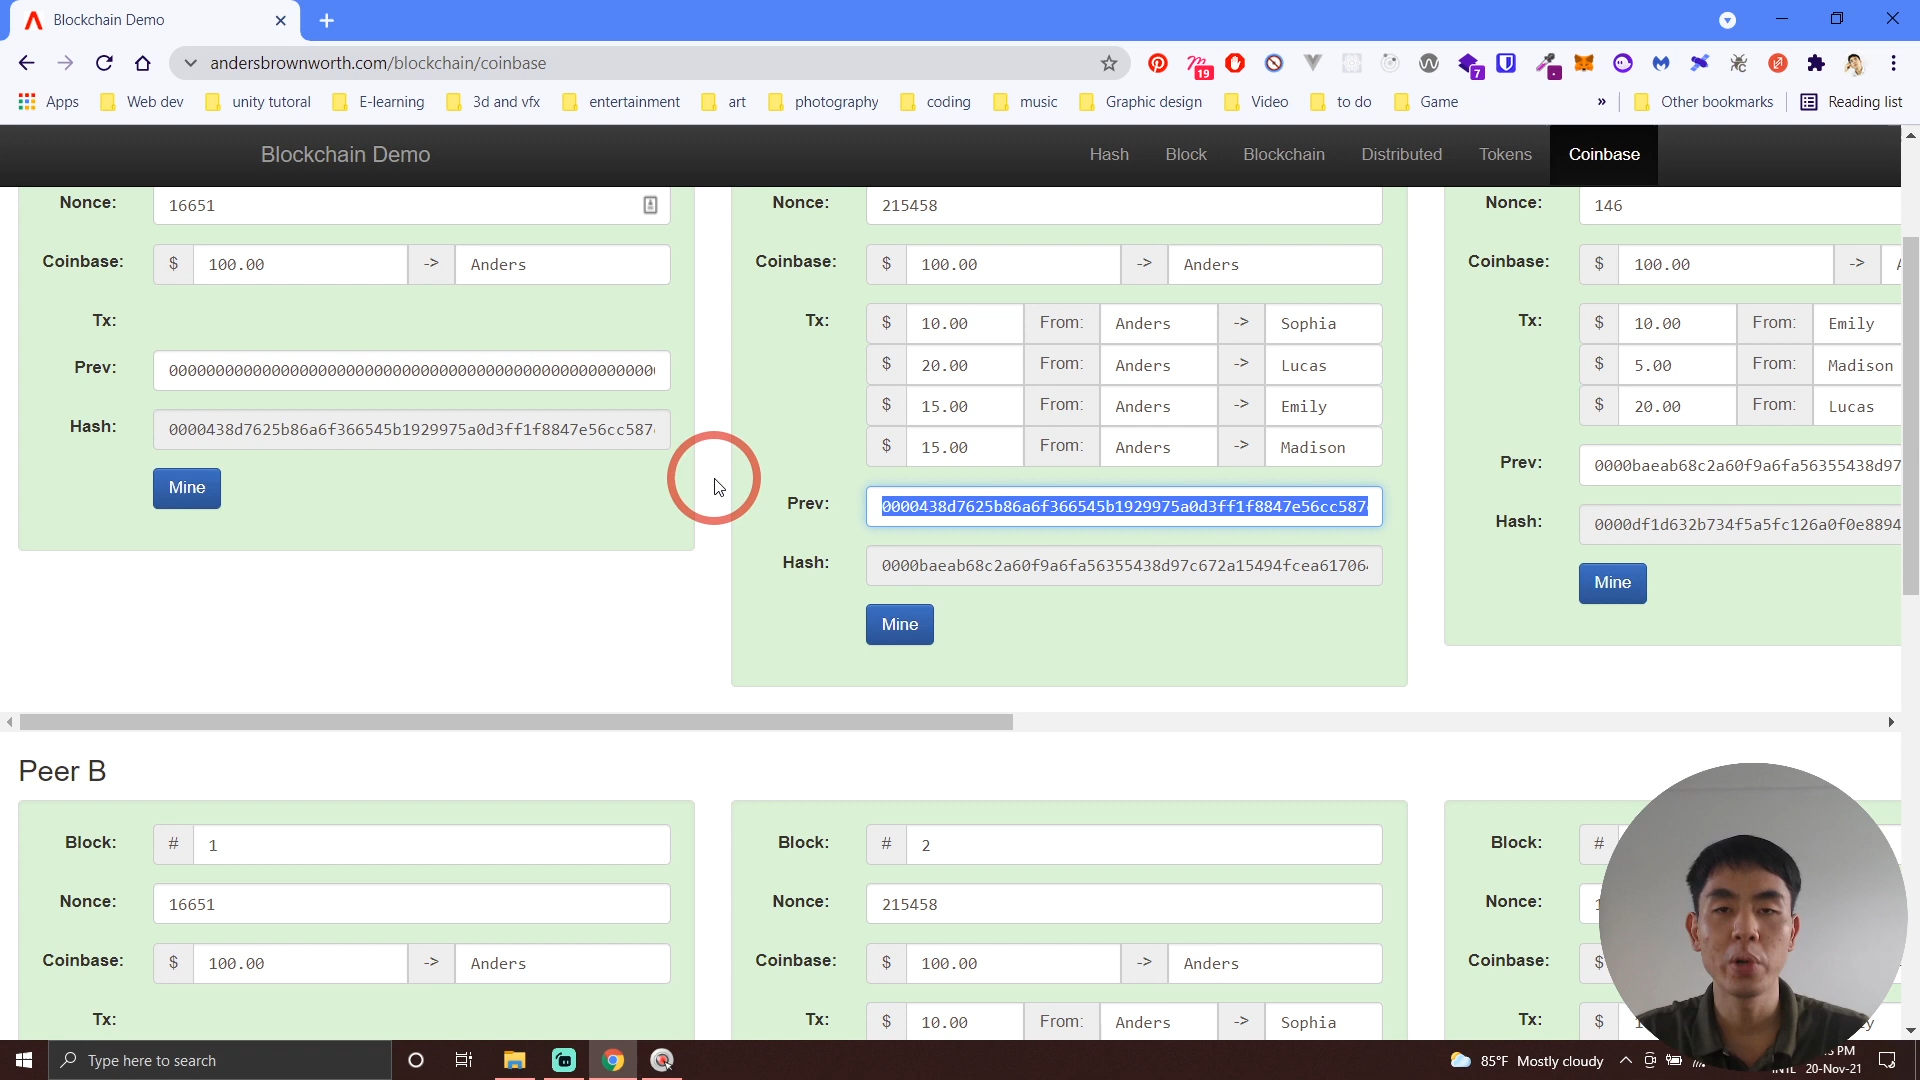 Blockchain Demo
andersbrownworth.com/blockchain/coinbase
19
7
Apps
Web dev
unity tutoral
E-learning
3d and vfx
entertainment
art
photography
coding
music
Graphic design
Video
to do
Game
»
Other bookmarks
Reading list
Blockchain Demo
Hash
Block
Blockchain
Distributed
Tokens
Coinbase
Nonce:
16651
Coinbase:
$ 100.00 -> Anders
Tx:
Prev:
Hash:
0000438d7625b86a6f366545b1929975a0d3ff1f8847e56cc587
Mine
Nonce:
215458
Coinbase:
$ 100.00 -> Anders
Tx:
$ 10.00 From: Anders -> Sophia
$ 20.00 From: Anders -> Lucas
$ 15.00 From: Anders -> Emily
$ 15.00 From: Anders -> Madison
Prev:
0000438d7625b86a6f366545b1929975a0d3ff1f8847e56cc587
Hash:
0000baeab68c2a60f9a6fa56355438d97c672a15494fcea61706
Mine
Nonce:
146
Coinbase:
$ 100.00 ->
Tx:
$ 10.00 From: Emily
$ 5.00 From: Madison
$ 20.00 From: Lucas
Prev:
0000baeab68c2a60f9a6fa56355438d97
Hash:
0000df1d632b734f5a5fc126a0f0e8894
Mine
Peer B
Block:
# 1
Nonce:
16651
Coinbase:
$ 100.00 -> Anders
Tx:
Block:
# 2
Nonce:
215458
Coinbase:
$ 100.00 -> Anders
Tx:
$ 10.00 From: Anders -> Sophia
Block:
#
Nonce:
Coinbase:
$
Tx:
$
Type here to search
85°F Mostly cloudy
PM
20-Nov-21